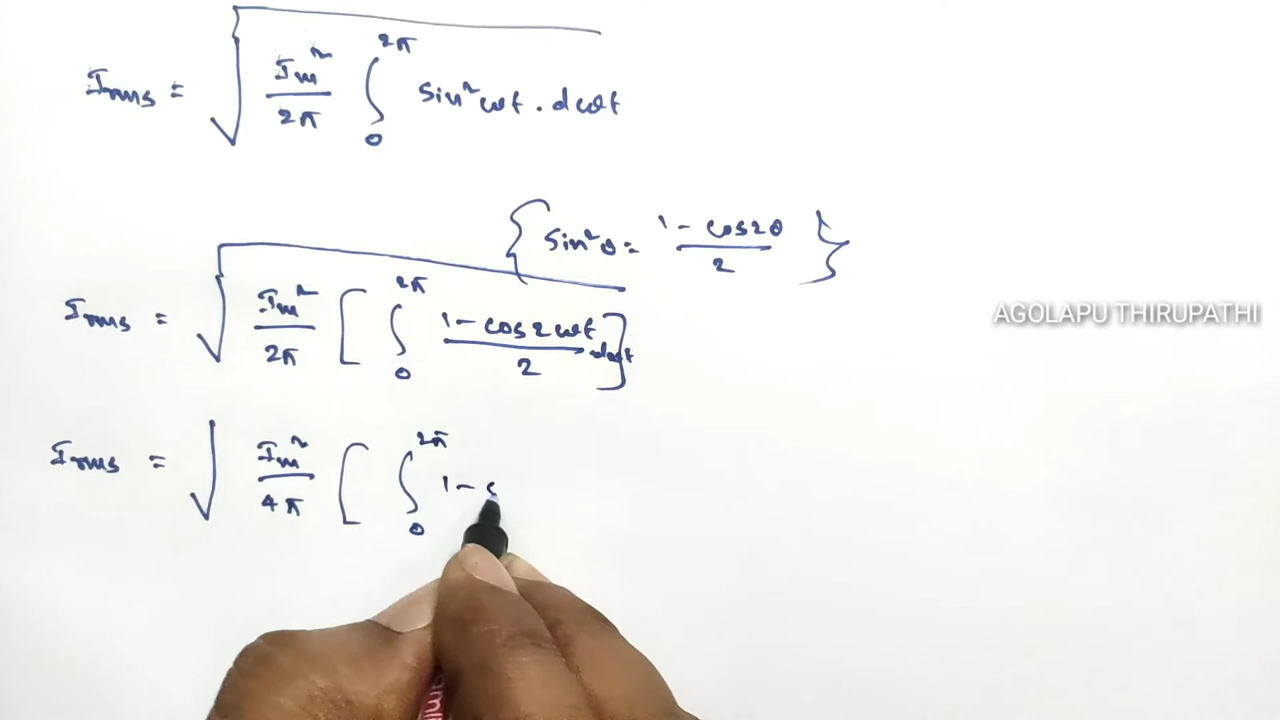 Irms = √ Im²/2π ∫₀^2π sin²ωt . dωt
{ sin²θ = 1 - cos2θ / 2 }
Irms = √ Im²/2π [ ∫₀^2π 1 - cos2ωt / 2 dωt ]
AGOLAPU THIRUPATHI
Irms = √ Im²/4π [ ∫₀^2π 1 - c